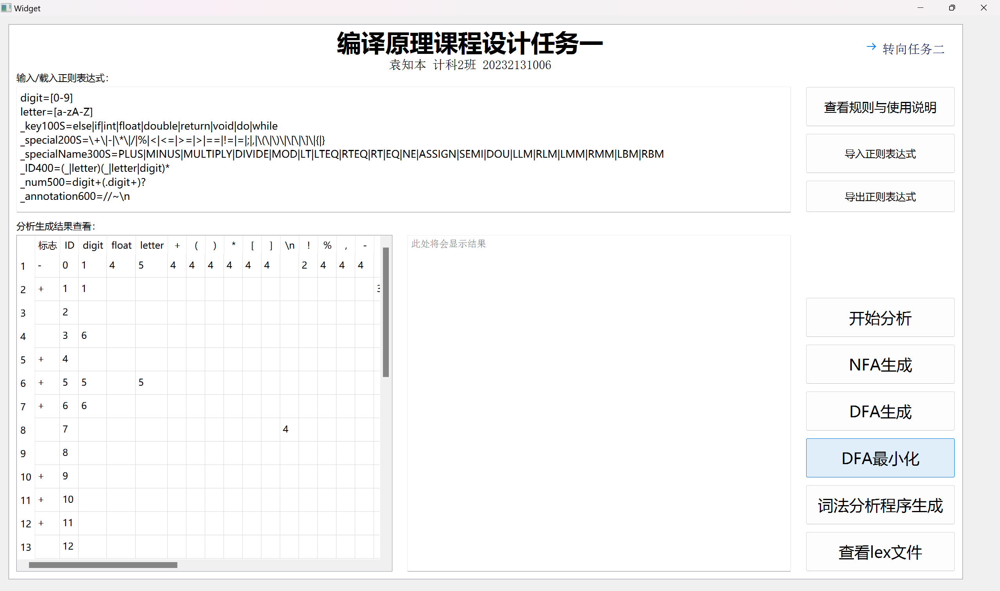 Widget
编译原理课程设计任务一
→ 转向任务二
袁知本 计科2班 20232131006
输入/载入正则表达式：
digit=[0-9]
letter=[a-zA-Z]
_key100S=else|if|int|float|double|return|void|do|while
_special200S=\+\|-|\*\|/|%|<|<=|>=|>|==|!=|=|;|,|\(\|\)\|\[\|\]\|{|}
_specialName300S=PLUS|MINUS|MULTIPLY|DIVIDE|MOD|LT|LTEQ|RTEQ|RT|EQ|NE|ASSIGN|SEMI|DOU|LLM|RLM|LMM|RMM|LBM|RBM
_ID400=(_|letter)(_|letter|digit)*
_num500=digit+(.digit+)?
_annotation600=//~\n
查看规则与使用说明
导入正则表达式
导出正则表达式
分析生成结果查看：
标志 ID digit float letter + ( ) * [ ] \n ! % , -
1 - 0 1 4 5 4 4 4 4 4 4 2 4 4 4
2 + 1 1
3 2
4 3 6
5 + 4
6 + 5 5 5
7 + 6 6
8 7 4
9 8
10 + 9
11 + 10
12 + 11
13 12
此处将会显示结果
开始分析
NFA生成
DFA生成
DFA最小化
词法分析程序生成
查看lex文件